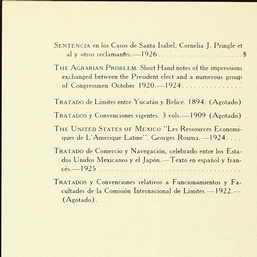 SENTENCIA en los Casos de Santa Isabel, Cornelia J. Pringle et
al y otros reclamantes.—1926 . . . . . . . . . . . . . . . . . . . . $
THE AGRARIAN PROBLEM. Short Hand notes of the impressions
exchanged between the President elect and a numerous group
of Congressmen October 1920.—1924 . . . . . . . . .
TRATADO de Límites entre Yucatán y Belice. 1894. (Agotado)
TRATADOS y Convenciones vigentes. 3 vols.—1909 (Agotado)
THE UNITED STATES OF MEXICO "Les Ressources Economi-
ques de L'Amerique Latine". Georges Rouma.—1924 . . .
TRATADO de Comercio y Navegación, celebrado entre los Esta-
dos Unidos Mexicanos y el Japón.—Texto en español y fran-
cés.—1925 . . . . . . . . . . . . . . . . . . . . . . . . . . . .
TRATADOS y Convenciones relativos a Funcionamientos y Fa-
cultades de la Comisión Internacional de Límites.—1922.—
(Agotado).